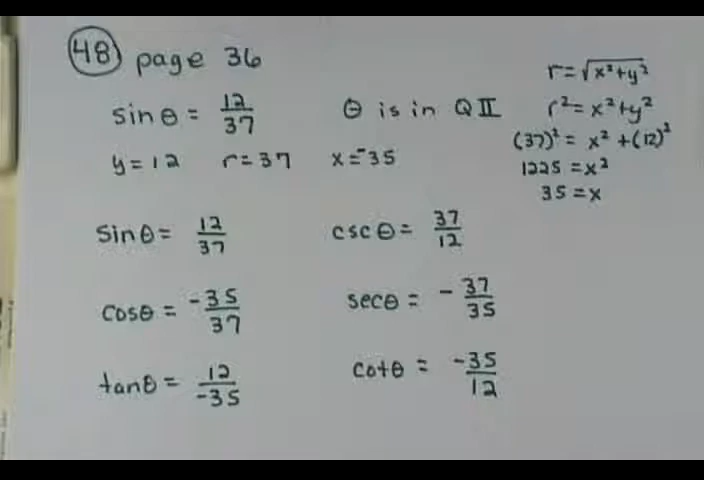 48 page 36
sin θ = 12/37
θ is in QII
y = 12 r = 37 x = -35
r = √x²+y²
r² = x²+y²
(37)² = x² + (12)²
1225 = x²
35 = x
sin θ = 12/37
csc θ = 37/12
cos θ = -35/37
sec θ = - 37/35
tan θ = 12/-35
cot θ = -35/12